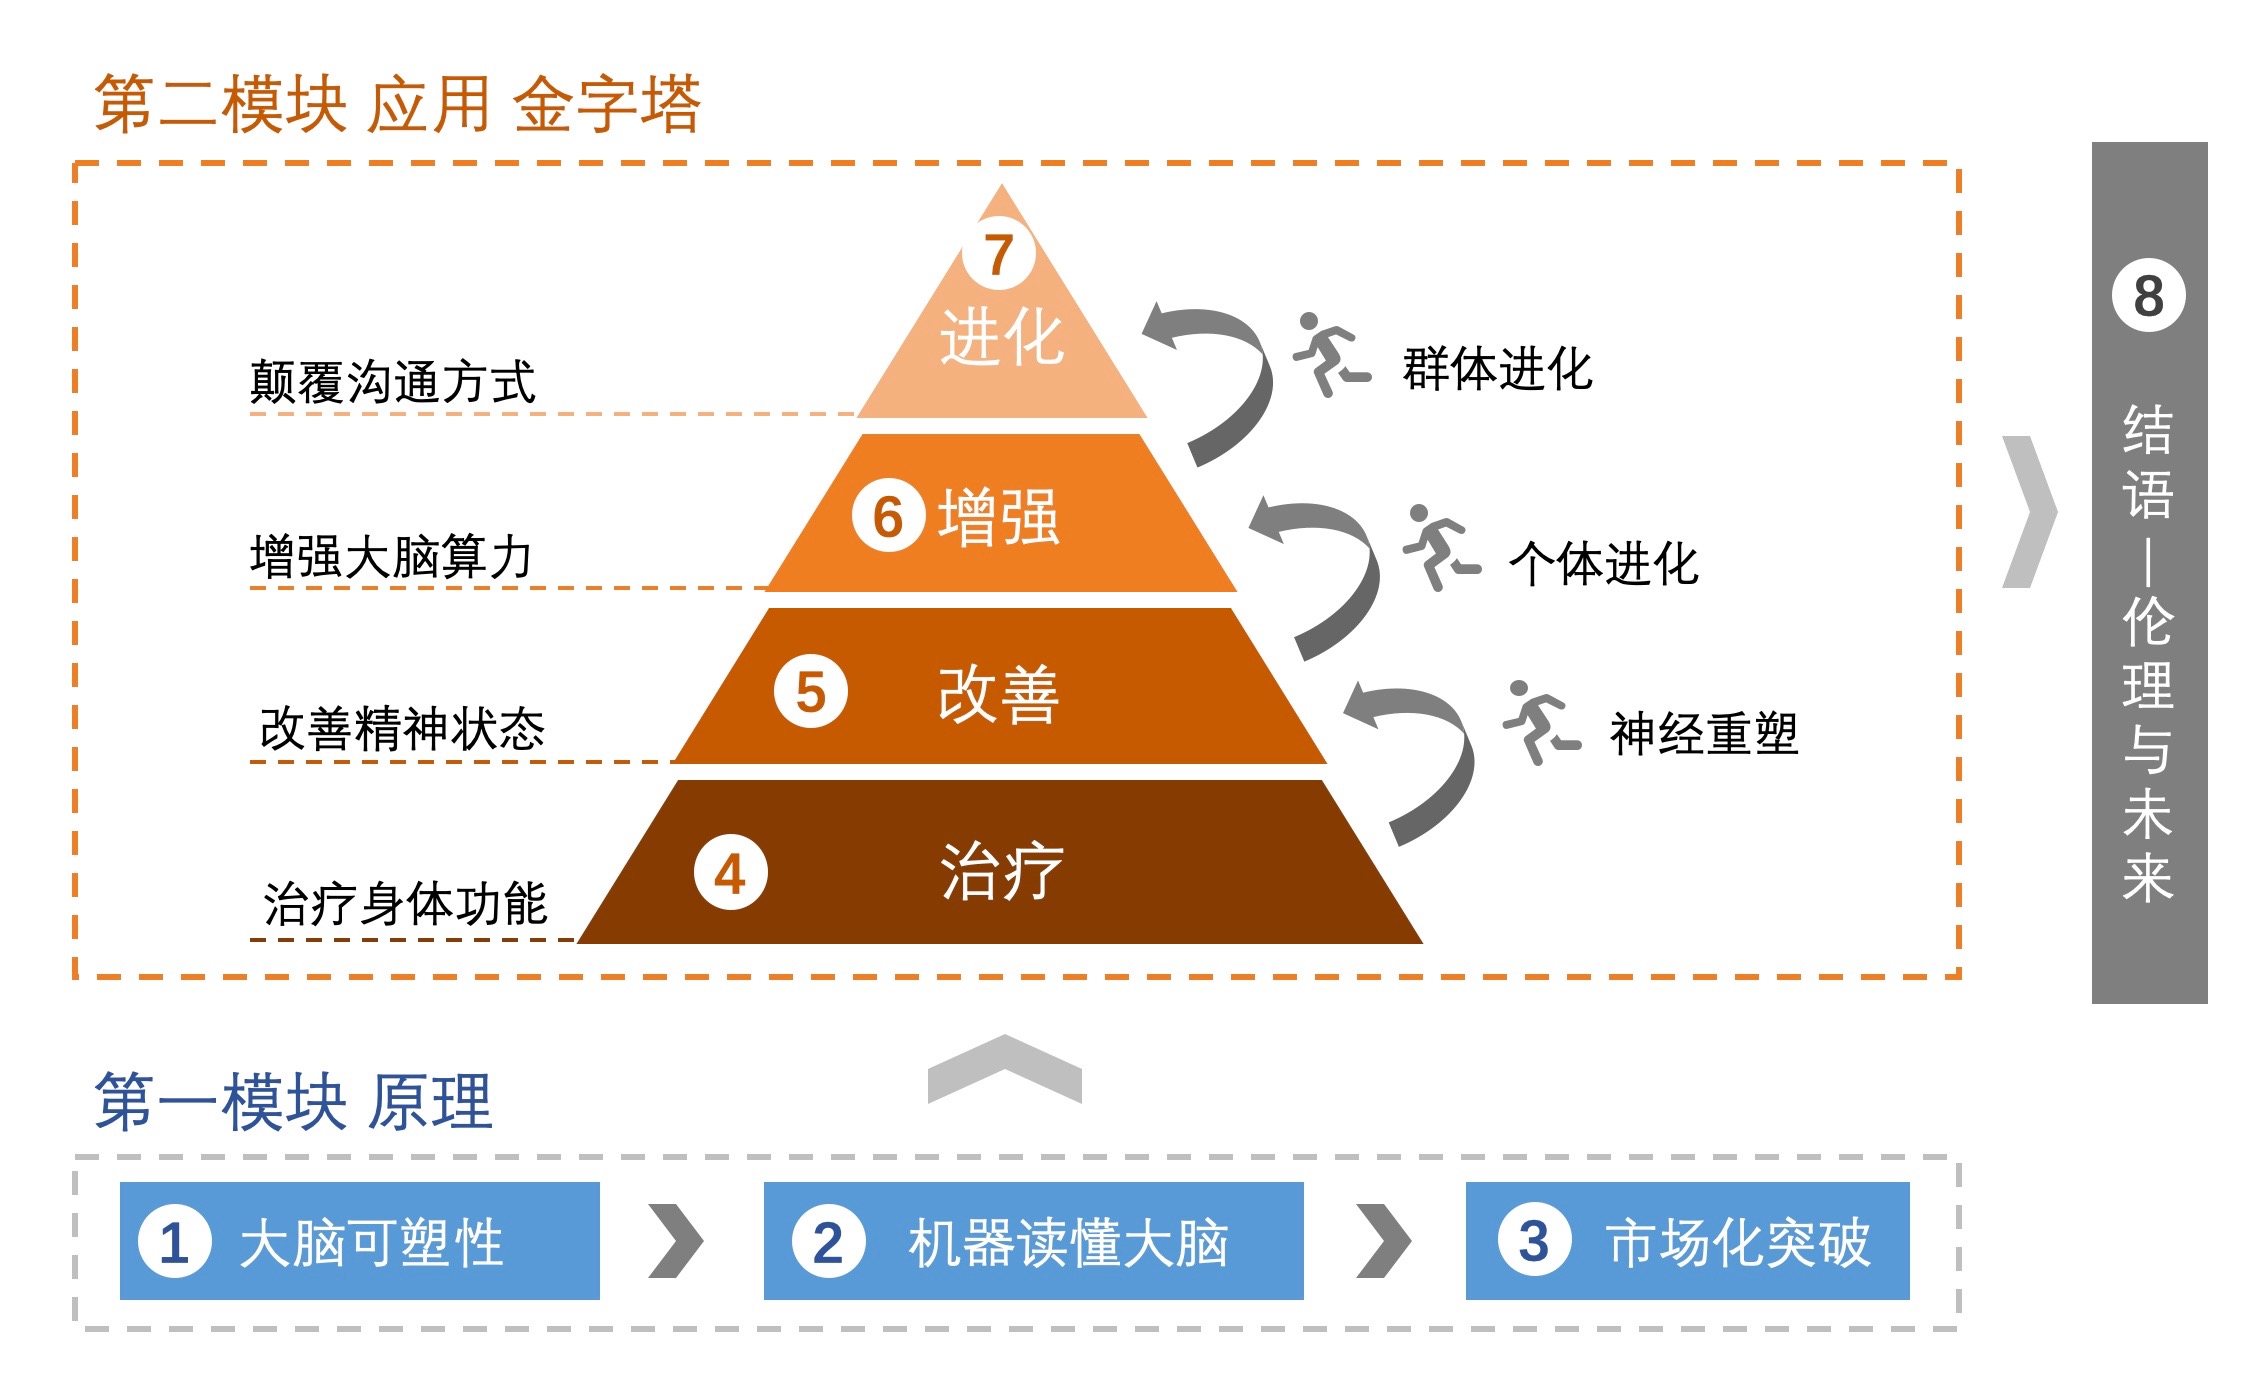 第二模块 应用 金字塔
7
进化
颠覆沟通方式
群体进化
6 增强
增强大脑算力
个体进化
5 改善
改善精神状态
神经重塑
4 治疗
治疗身体功能
8
结语—伦理与未来
第一模块 原理
1 大脑可塑性
2 机器读懂大脑
3 市场化突破